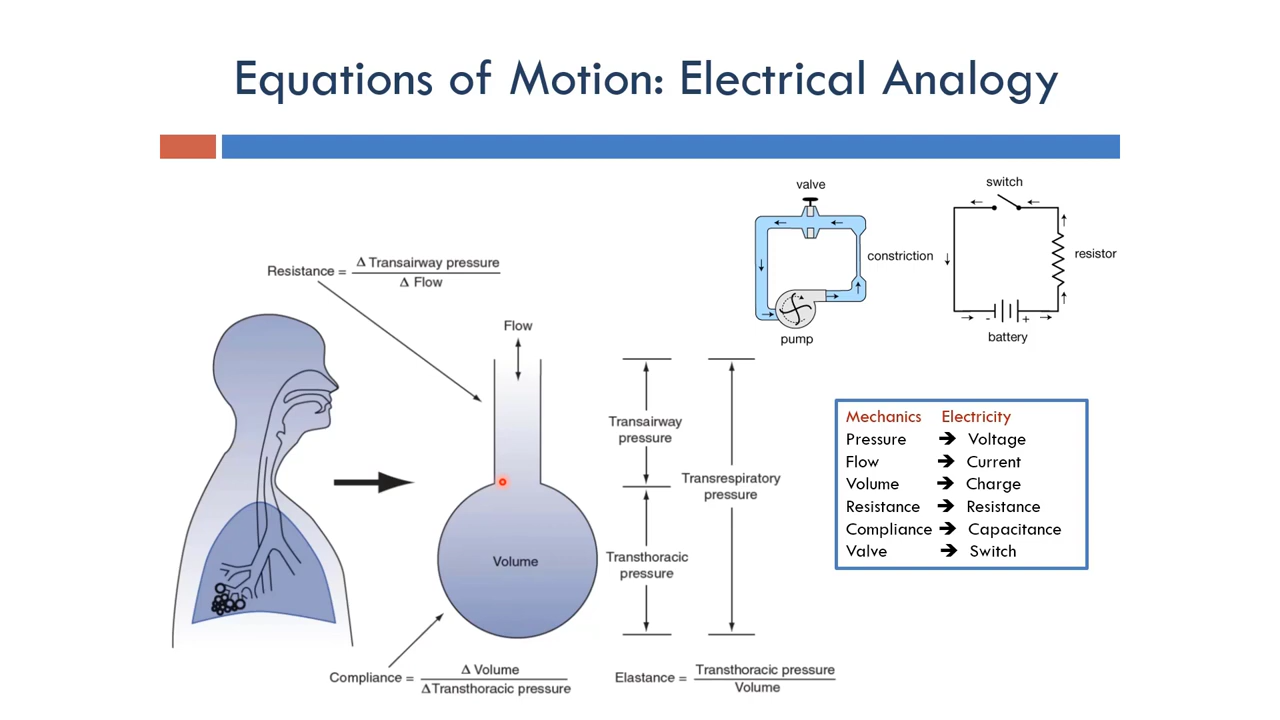 Equations of Motion: Electrical Analogy
switch
valve
constriction
resistor
pump
- +
battery
Resistance = Δ Transairway pressure
Δ Flow
Flow
Transairway
pressure
Transrespiratory
pressure
Transthoracic
pressure
Volume
Compliance = Δ Volume
ΔTransthoracic pressure
Elastance = Transthoracic pressure
Volume
Mechanics Electricity
Pressure ➔ Voltage
Flow ➔ Current
Volume ➔ Charge
Resistance ➔ Resistance
Compliance ➔ Capacitance
Valve ➔ Switch